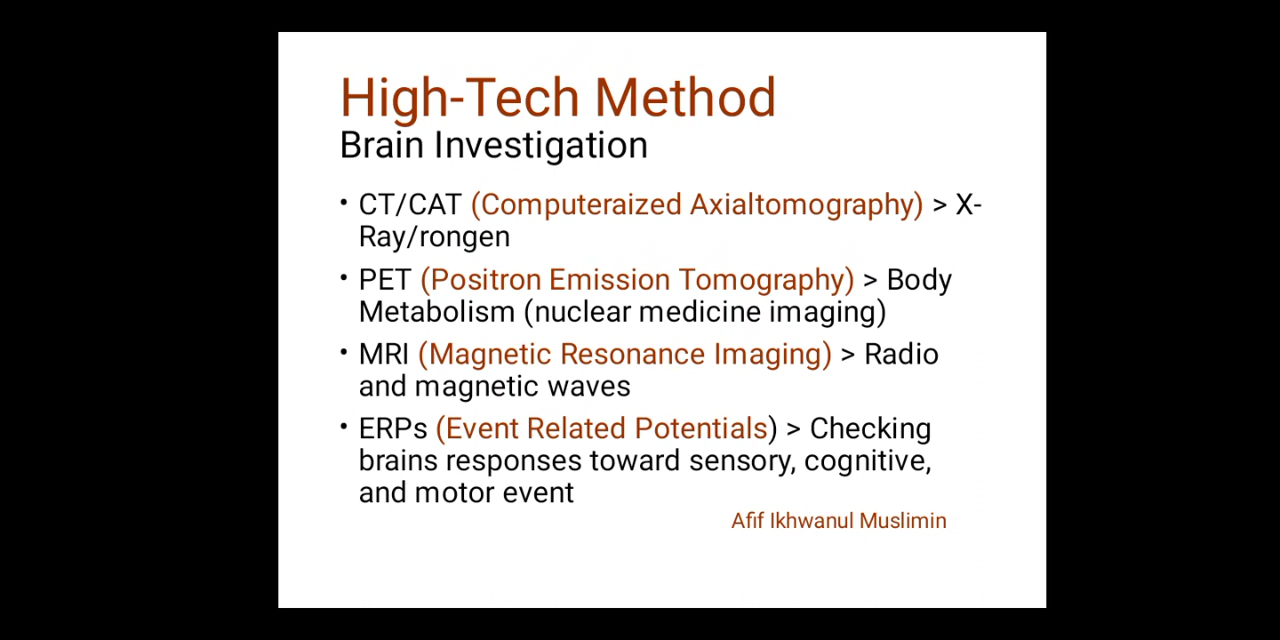 High-Tech Method
Brain Investigation
• CT/CAT (Computeraized Axialtomography) > X-
Ray/rongen
• PET (Positron Emission Tomography) > Body
Metabolism (nuclear medicine imaging)
• MRI (Magnetic Resonance Imaging) > Radio
and magnetic waves
• ERPs (Event Related Potentials) > Checking
brains responses toward sensory, cognitive,
and motor event
Afif Ikhwanul Muslimin